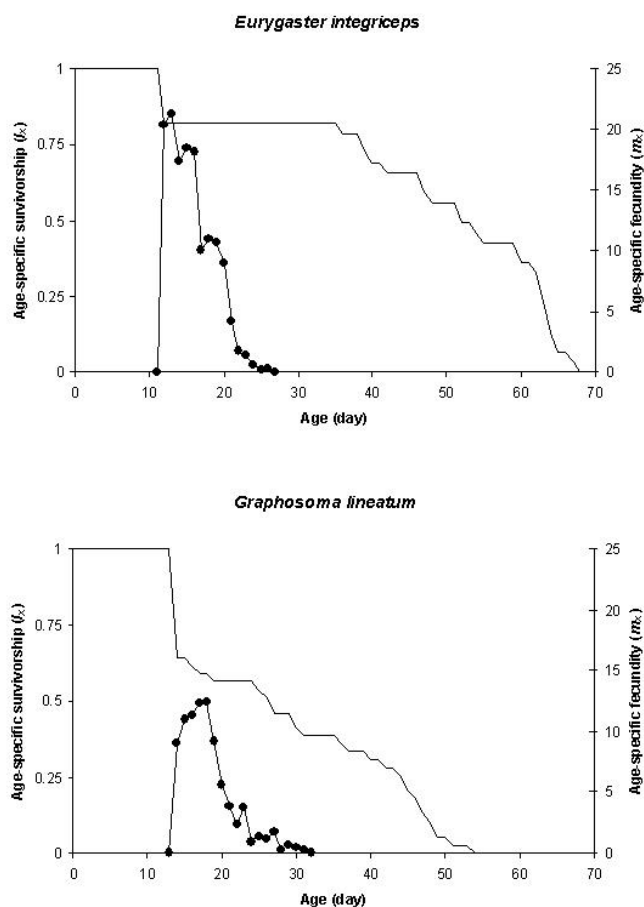 Eurygaster integriceps
1
0.75
0.5
0.25
0
25
20
15
10
5
0
0 10 20 30 40 50 60 70
Age-specific survivorship (lx)
Age-specific fecundity (mx)
Age (day)
Graphosoma lineatum
1
0.75
0.5
0.25
0
25
20
15
10
5
0
0 10 20 30 40 50 60 70
Age-specific survivorship (lx)
Age-specific fecundity (mx)
Age (day)